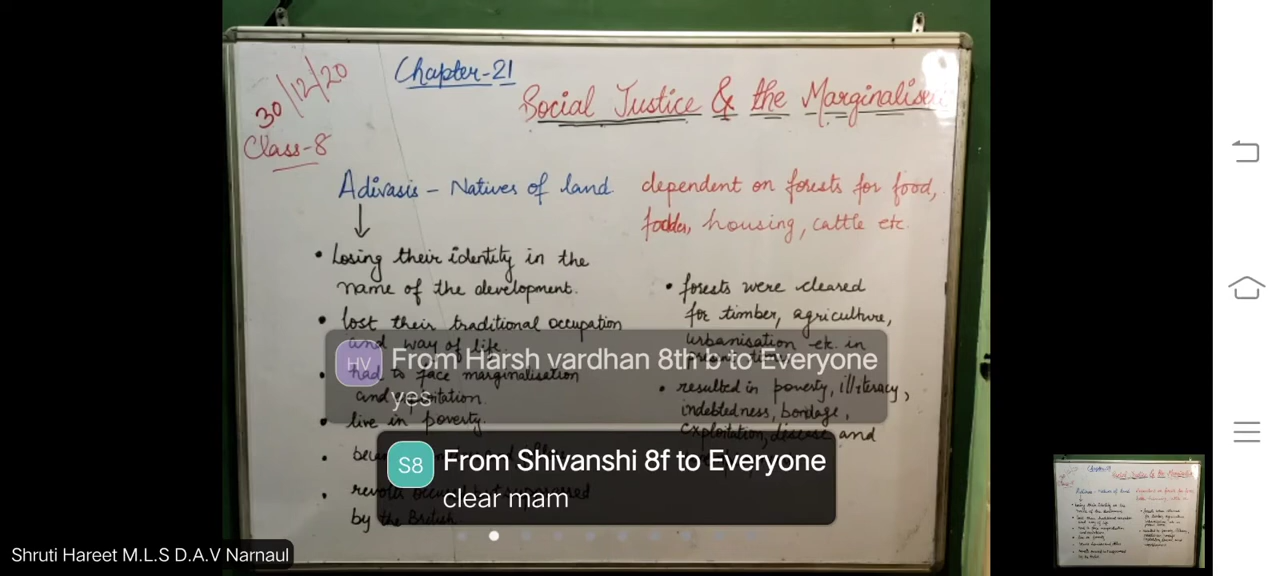 30/12/20
Class-8
Chapter-21
Social Justice & the Marginalised
Adivasis - Natives of land
• Losing their identity in the
name of the development.
• lost their traditional occupation
and way of life.
• had to face marginalisation
and exploitation.
• live in poverty.
•
• revolts occured but suppressed
by the British.
dependent on forests for food,
fodder, housing, cattle etc.
• forests were cleared
for timber, agriculture,
urbanisation etc. in
• resulted in poverty, illiteracy,
indebtedness, bondage,
exploitation, disease and
HV
From Harsh vardhan 8th b to Everyone
yes
S8
From Shivanshi 8f to Everyone
clear mam
Shruti Hareet M.L.S D.A.V Narnaul